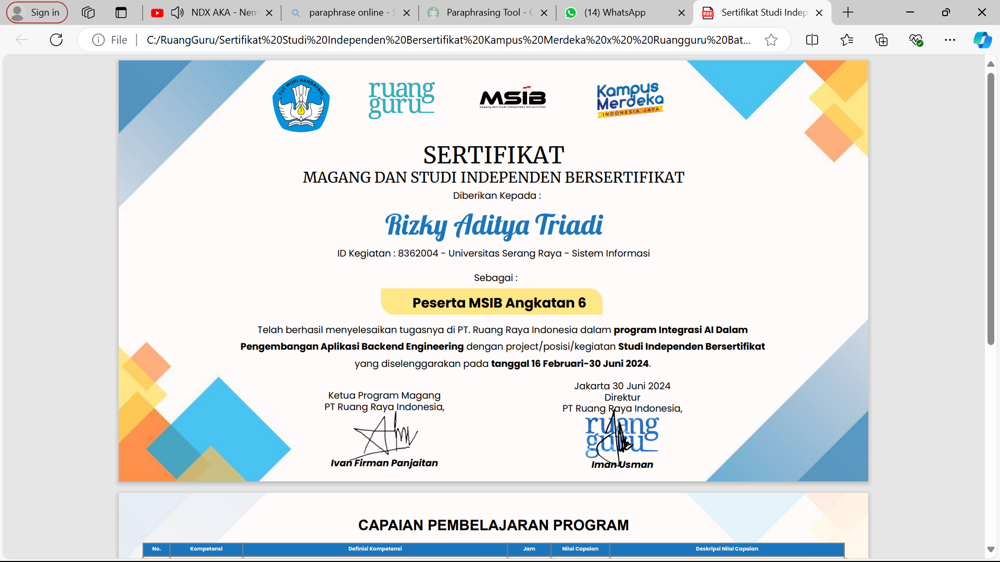 Sign in
NDX AKA - Nem
paraphrase online - S
Paraphrasing Tool - C
(14) WhatsApp
Sertifikat Studi Indep
File
C:/RuangGuru/Sertifikat%20Studi%20Independen%20Bersertifikat%20Kampus%20Merdeka%20x%20%20Ruangguru%20Bat...
TUT WURI HANDAYANI
ruang
guru
MSIB
magang dan studi independen bersertifikat
Kampus
Merdeka
INDONESIA JAYA
SERTIFIKAT
MAGANG DAN STUDI INDEPENDEN BERSERTIFIKAT
Diberikan Kepada :
Rizky Aditya Triadi
ID Kegiatan : 8362004 - Universitas Serang Raya - Sistem Informasi
Sebagai :
Peserta MSIB Angkatan 6
Telah berhasil menyelesaikan tugasnya di PT. Ruang Raya Indonesia dalam program Integrasi AI Dalam
Pengembangan Aplikasi Backend Engineering dengan project/posisi/kegiatan Studi Independen Bersertifikat
yang diselenggarakan pada tanggal 16 Februari-30 Juni 2024.
Ketua Program Magang
PT Ruang Raya Indonesia,
Ivan Firman Panjaitan
Jakarta 30 Juni 2024
Direktur
PT Ruang Raya Indonesia,
ruang
guru
Iman Usman
CAPAIAN PEMBELAJARAN PROGRAM
No. Kompetensi Definisi Kompetensi Jam Nilai Capaian Deskripsi Nilai Capaian